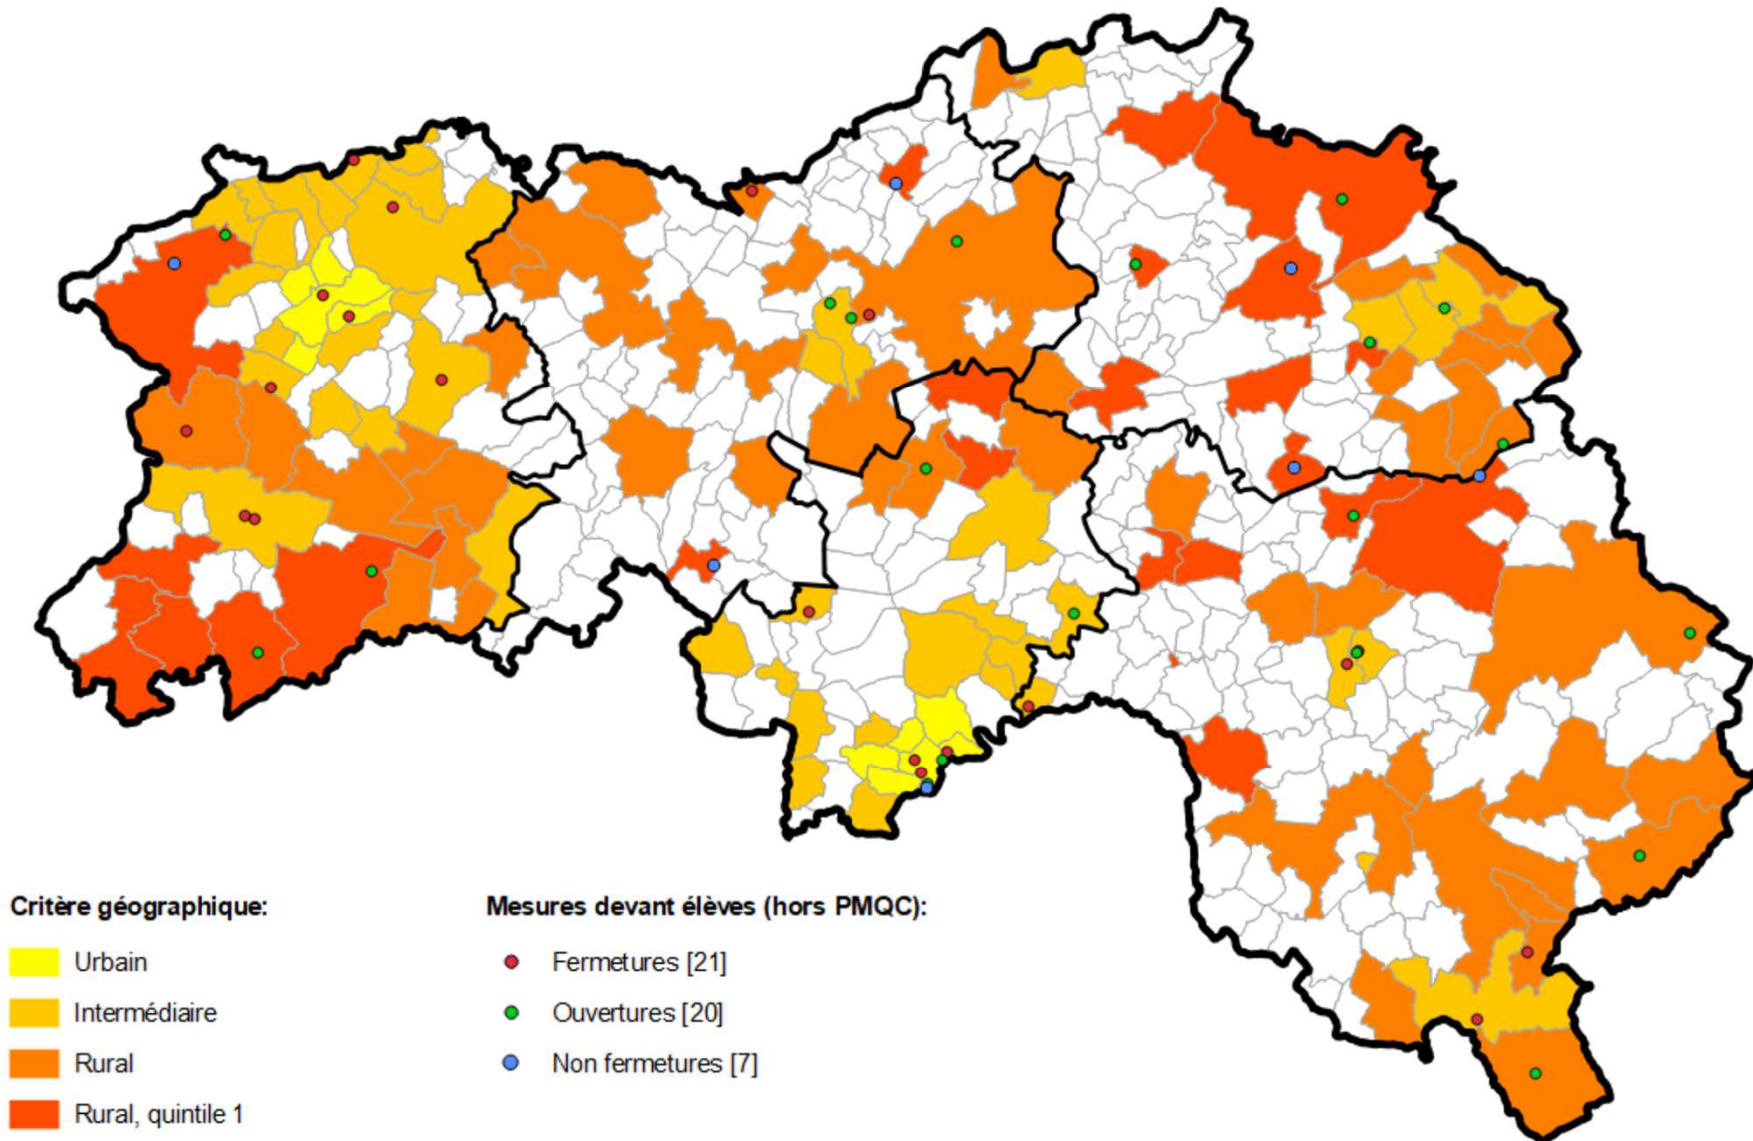 Critère géographique:
Urbain
Intermédiaire
Rural
Rural, quintile 1
Mesures devant élèves (hors PMQC):
Fermetures [21]
Ouvertures [20]
Non fermetures [7]